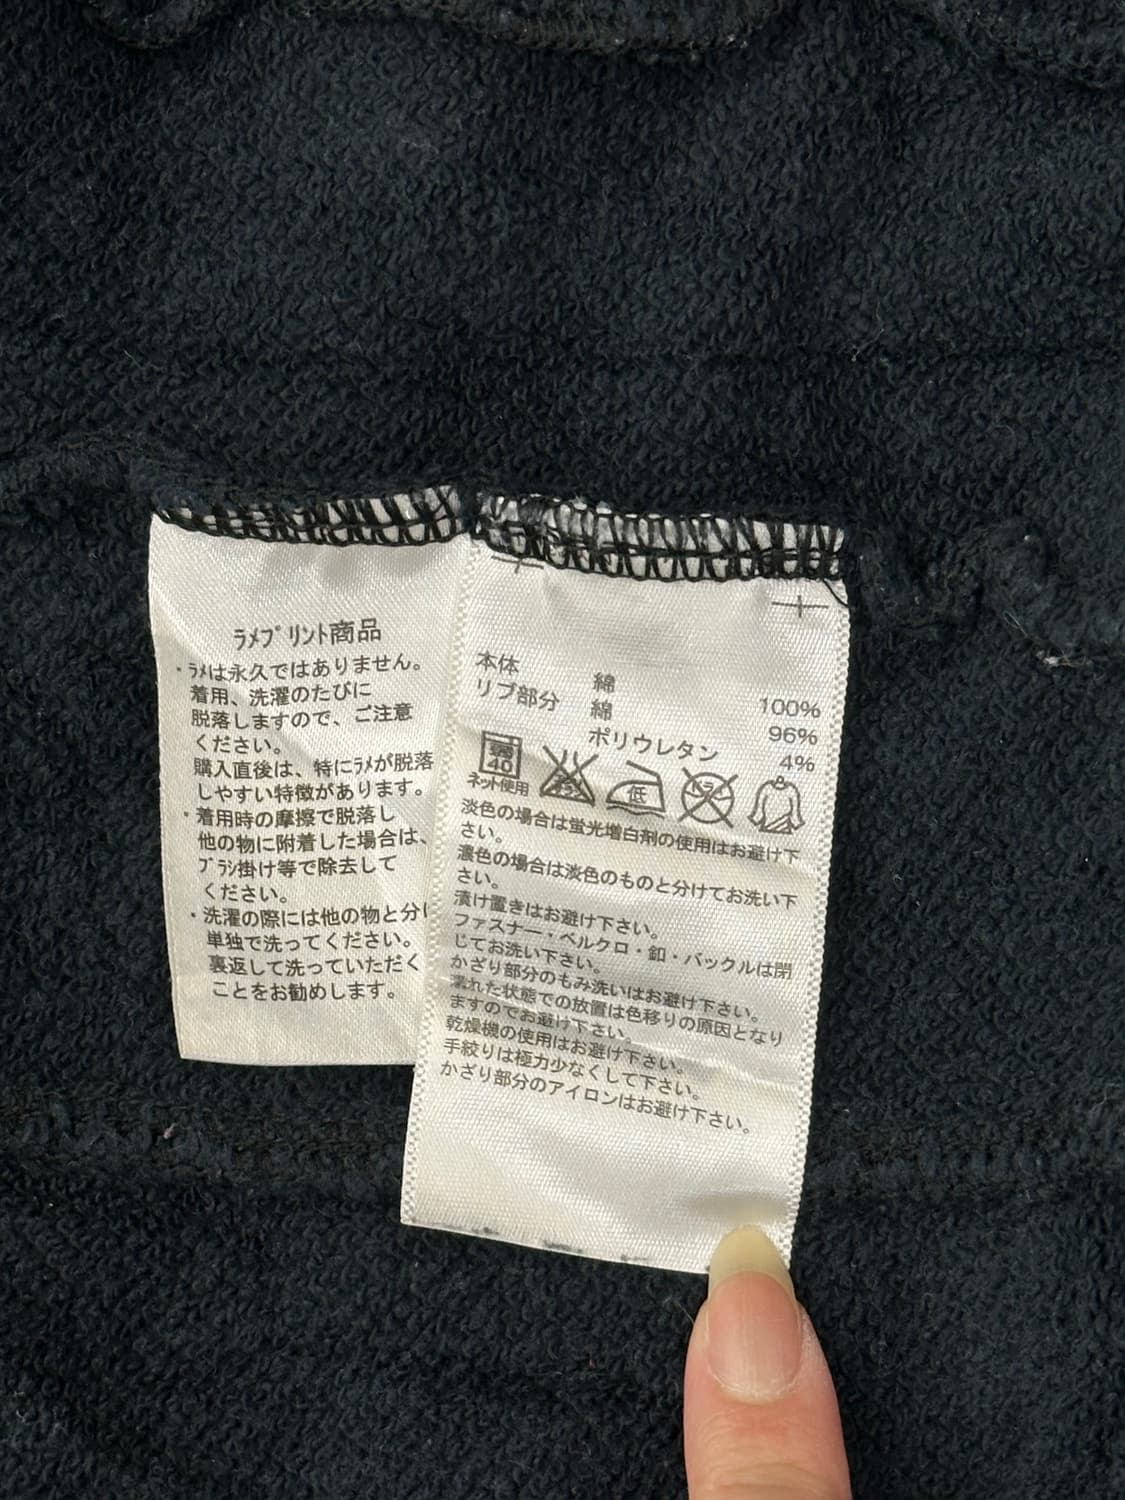 ﾗﾒﾌﾟﾘﾝﾄ商品
・ﾗﾒは永久ではありません。
着用、洗濯のたびに
脱落しますので、ご注意
ください。
購入直後は、特にﾗﾒが脱落
しやすい特徴があります。
・着用時の摩擦で脱落し
他の物に附着した場合は、
ﾌﾞﾗｼ掛け等で除去して
ください。
・洗濯の際には他の物と分け
単独で洗ってください。
裏返して洗っていただく
ことをお勧めします。
本体 綿 100%
リブ部分 綿 96%
ポリウレタン 4%
40
ネット使用
低
淡色の場合は蛍光増白剤の使用はお避け下
さい。
濃色の場合は淡色のものと分けてお洗い下
さい。
漬け置きはお避け下さい。
ファスナー・ベルクロ・釦・バックルは閉
じてお洗い下さい。
かざり部分のもみ洗いはお避け下さい。
濡れた状態での放置は色移りの原因となり
ますのでお避け下さい。
乾燥機の使用はお避け下さい。
手絞りは極力少なくして下さい。
かざり部分のアイロンはお避け下さい。